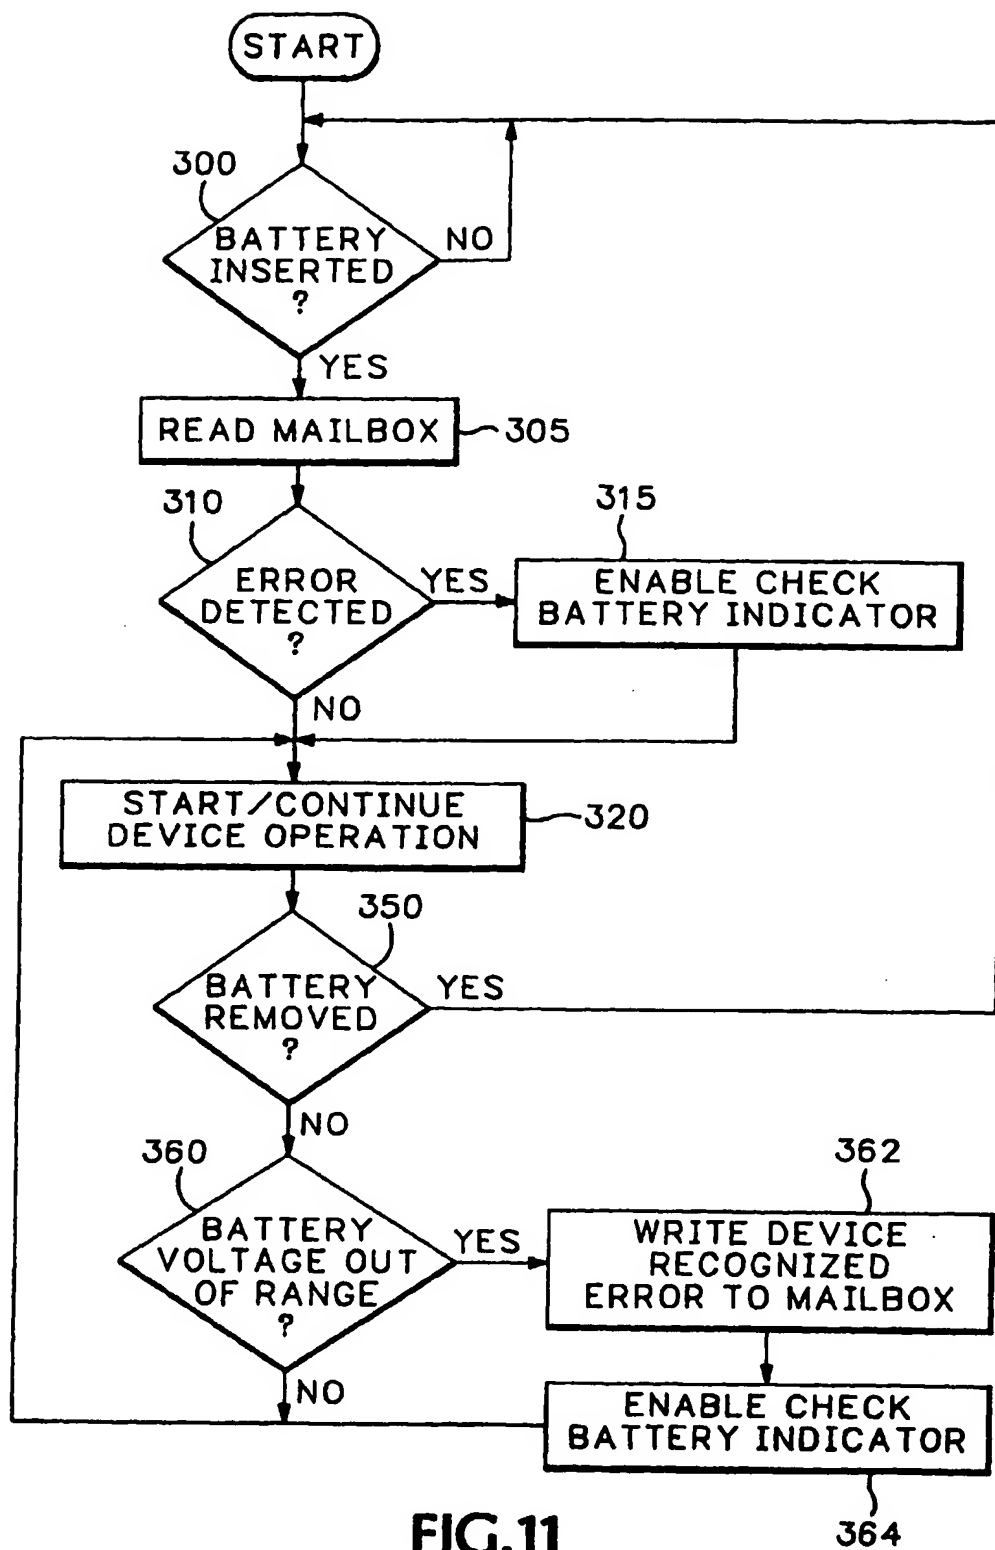 START
300
BATTERY
INSERTED
?
NO
YES
READ MAILBOX
305
310
ERROR
DETECTED
?
YES
315
ENABLE CHECK
BATTERY INDICATOR
NO
START/CONTINUE
DEVICE OPERATION
320
350
BATTERY
REMOVED
?
YES
NO
360
BATTERY
VOLTAGE OUT
OF RANGE
?
YES
362
WRITE DEVICE
RECOGNIZED
ERROR TO MAILBOX
NO
ENABLE CHECK
BATTERY INDICATOR
364
FIG.11